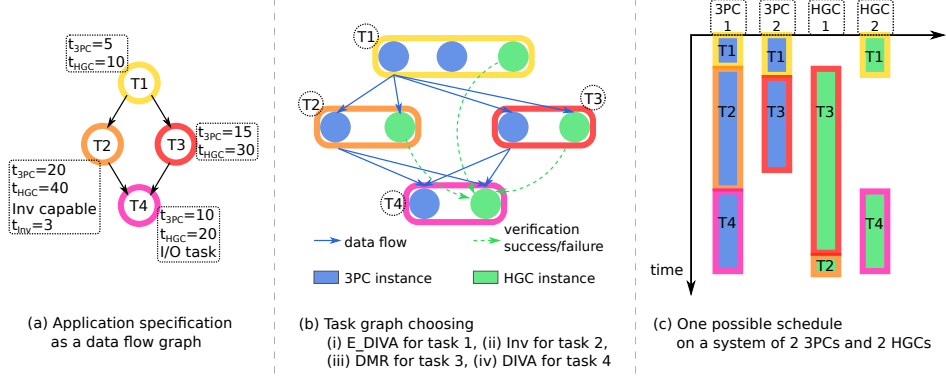 t3PC=5
tHGC=10
T1
T2
T3
t3PC=15
tHGC=30
t3PC=20
tHGC=40
Inv capable
tInv=3
T4
t3PC=10
tHGC=20
I/O task
(a) Application specification
as a data flow graph
T1
T2
T3
T4
data flow
verification
success/failure
3PC instance
HGC instance
(b) Task graph choosing
(i) E_DIVA for task 1, (ii) Inv for task 2,
(iii) DMR for task 3, (iv) DIVA for task 4
3PC 3PC HGC HGC
1 2 1 2
T1 T1 T1
T2 T3 T3
T4 T4
T2
time
(c) One possible schedule
on a system of 2 3PCs and 2 HGCs